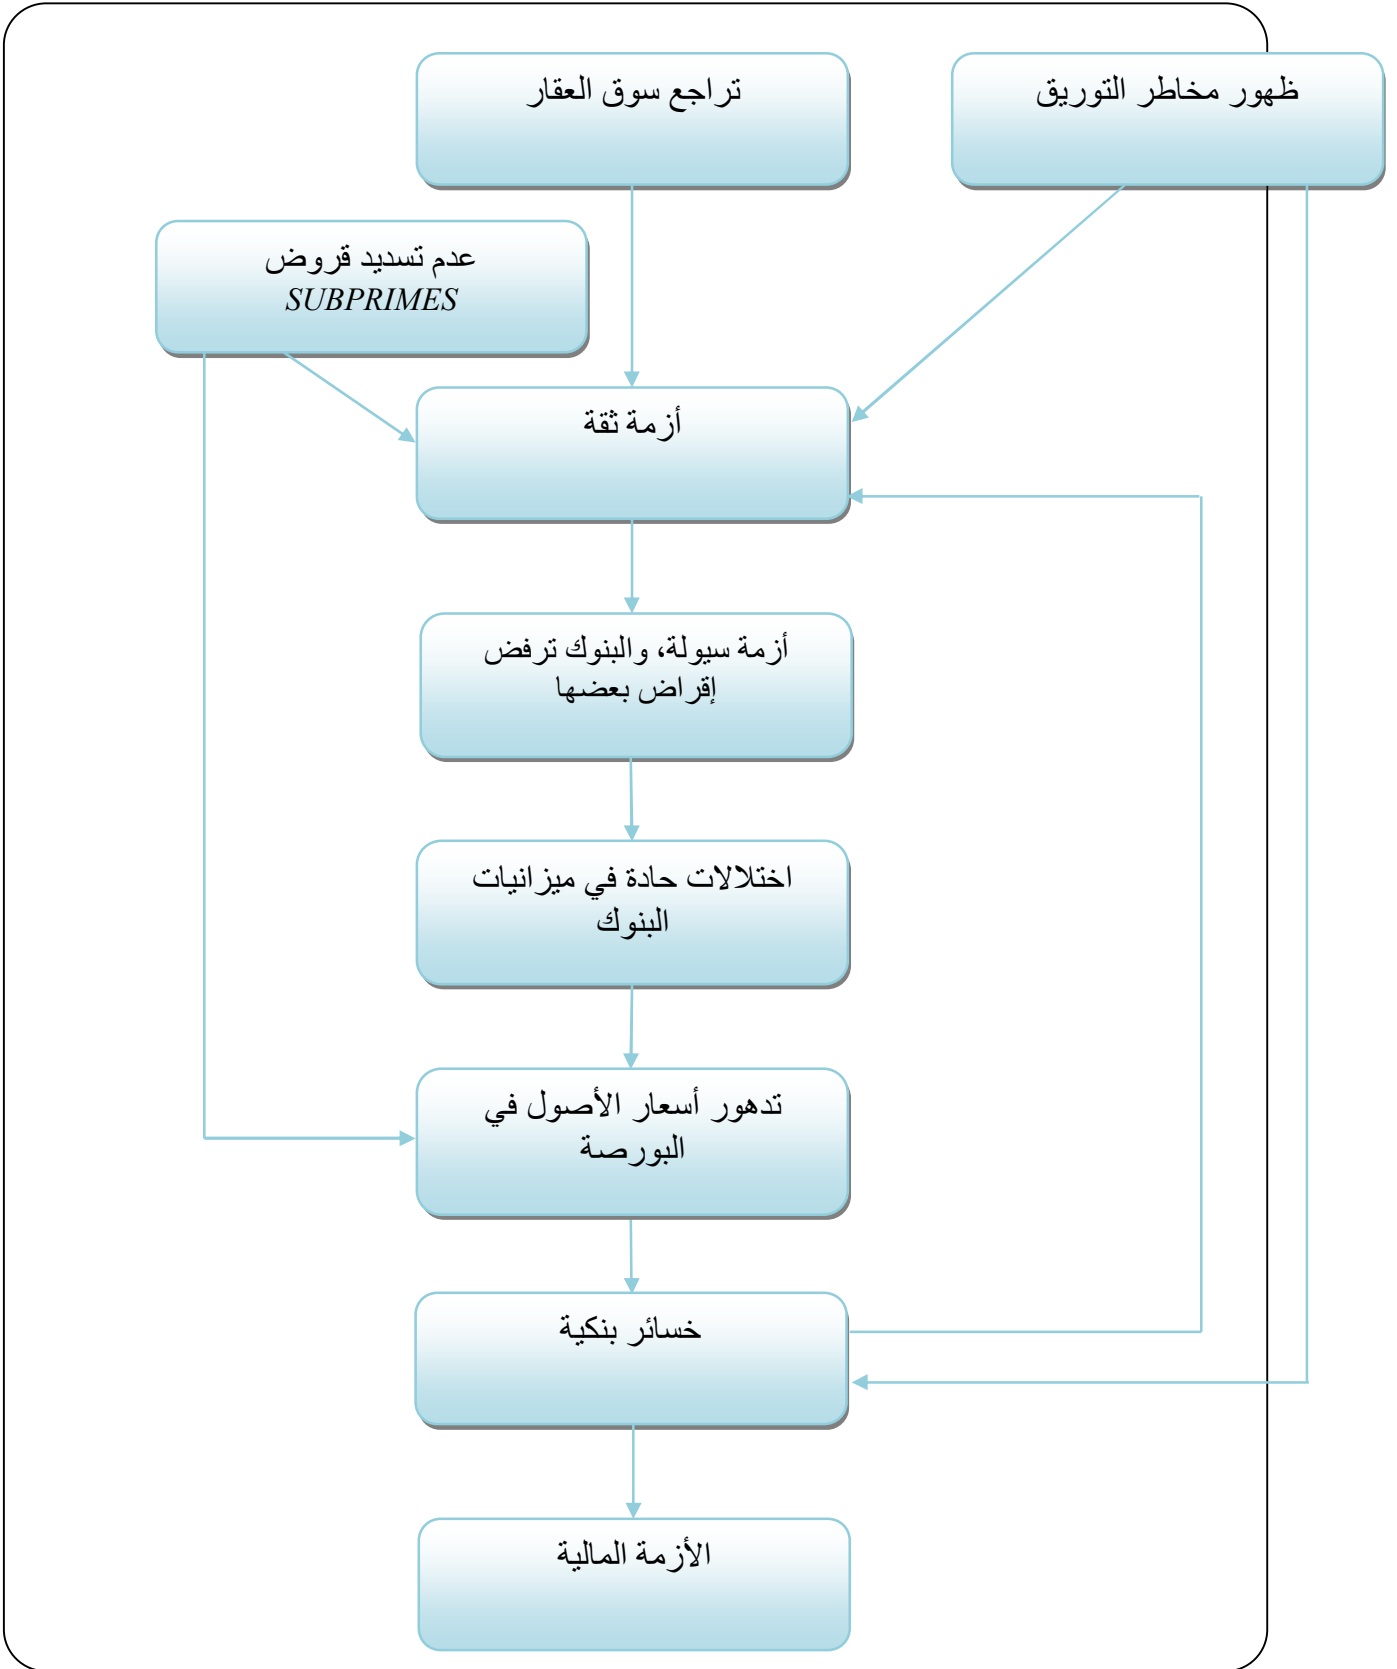 ظهور مخاطر التوريق
تراجع سوق العقار
عدم تسديد قروض
SUBPRIMES
أزمة ثقة
أزمة سيولة، والبنوك ترفض
إقراض بعضها
اختلالات حادة في ميزانيات
البنوك
تدهور أسعار الأصول في
البورصة
خسائر بنكية
الأزمة المالية